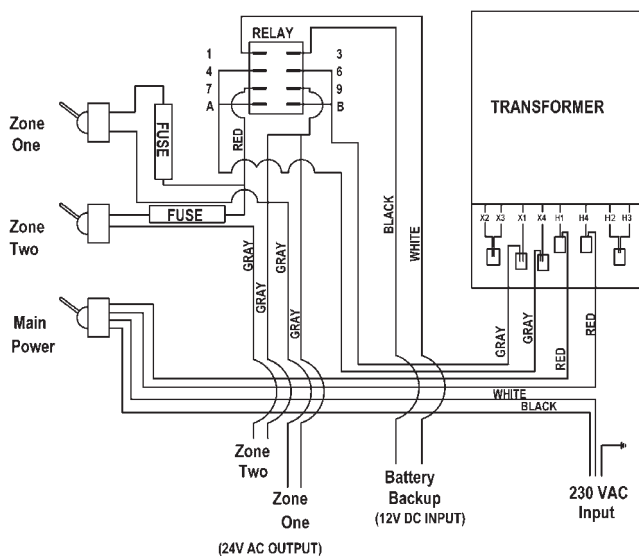 RELAY
1
3
4
6
7
9
A
B
TRANSFORMER
Zone
One
FUSE
RED
Zone
Two
FUSE
X2 X3 X1 X4 H1 H4 H2 H3
BLACK
WHITE
GRAY
GRAY
GRAY
GRAY
GRAY
GRAY
RED
RED
Main
Power
WHITE
BLACK
Zone
Two
Zone
One
(24V AC OUTPUT)
Battery
Backup
(12V DC INPUT)
230 VAC
Input